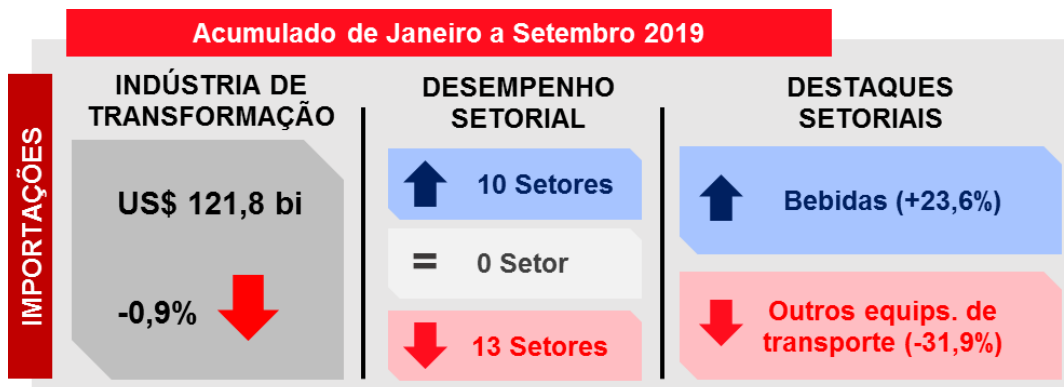 Acumulado de Janeiro a Setembro 2019
IMPORTAÇÕES
INDÚSTRIA DE
TRANSFORMAÇÃO
US$ 121,8 bi
-0,9%
DESEMPENHO
SETORIAL
10 Setores
= 0 Setor
13 Setores
DESTAQUES
SETORIAIS
Bebidas (+23,6%)
Outros equips. de
transporte (-31,9%)